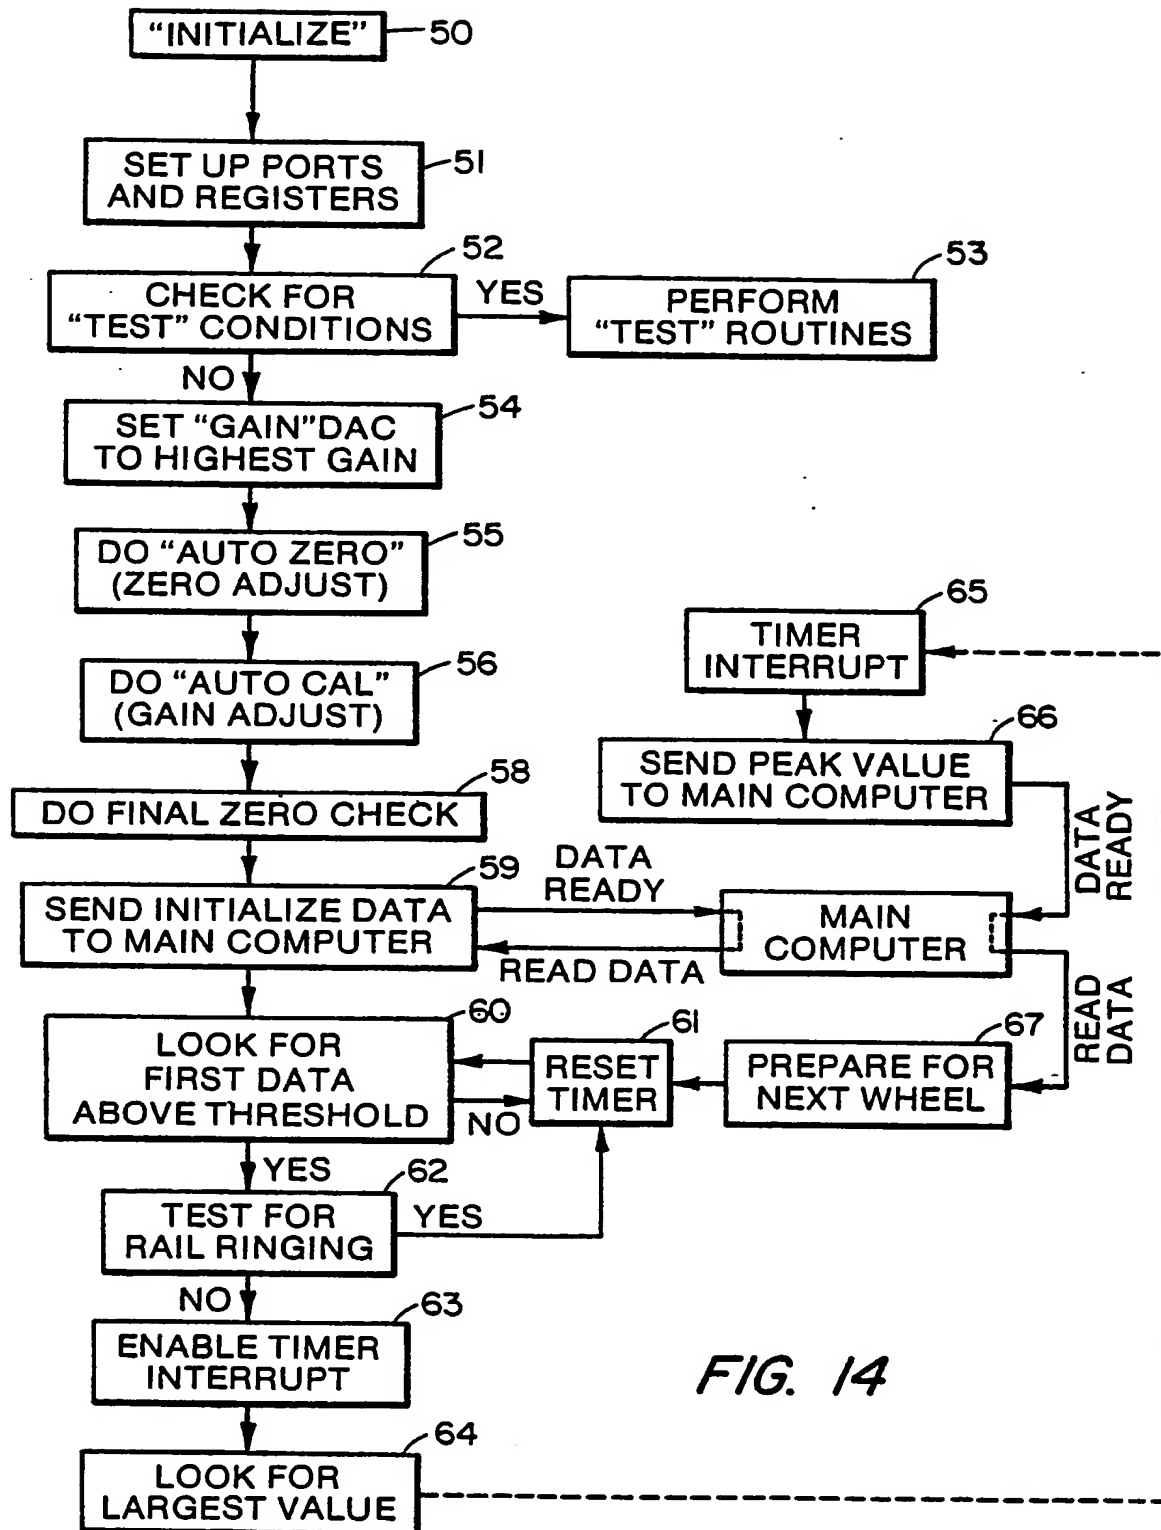 "INITIALIZE"
50
SET UP PORTS
AND REGISTERS
51
CHECK FOR
"TEST" CONDITIONS
52
YES
PERFORM
"TEST" ROUTINES
53
NO
SET "GAIN" DAC
TO HIGHEST GAIN
54
DO "AUTO ZERO"
(ZERO ADJUST)
55
DO "AUTO CAL"
(GAIN ADJUST)
56
DO FINAL ZERO CHECK
58
SEND INITIALIZE DATA
TO MAIN COMPUTER
59
DATA
READY
READ DATA
MAIN
COMPUTER
TIMER
INTERRUPT
65
SEND PEAK VALUE
TO MAIN COMPUTER
66
DATA
READY
READ
DATA
LOOK FOR
FIRST DATA
ABOVE THRESHOLD
60
NO
RESET
TIMER
61
PREPARE FOR
NEXT WHEEL
67
YES
TEST FOR
RAIL RINGING
62
YES
NO
ENABLE TIMER
INTERRUPT
63
LOOK FOR
LARGEST VALUE
64
FIG. 14